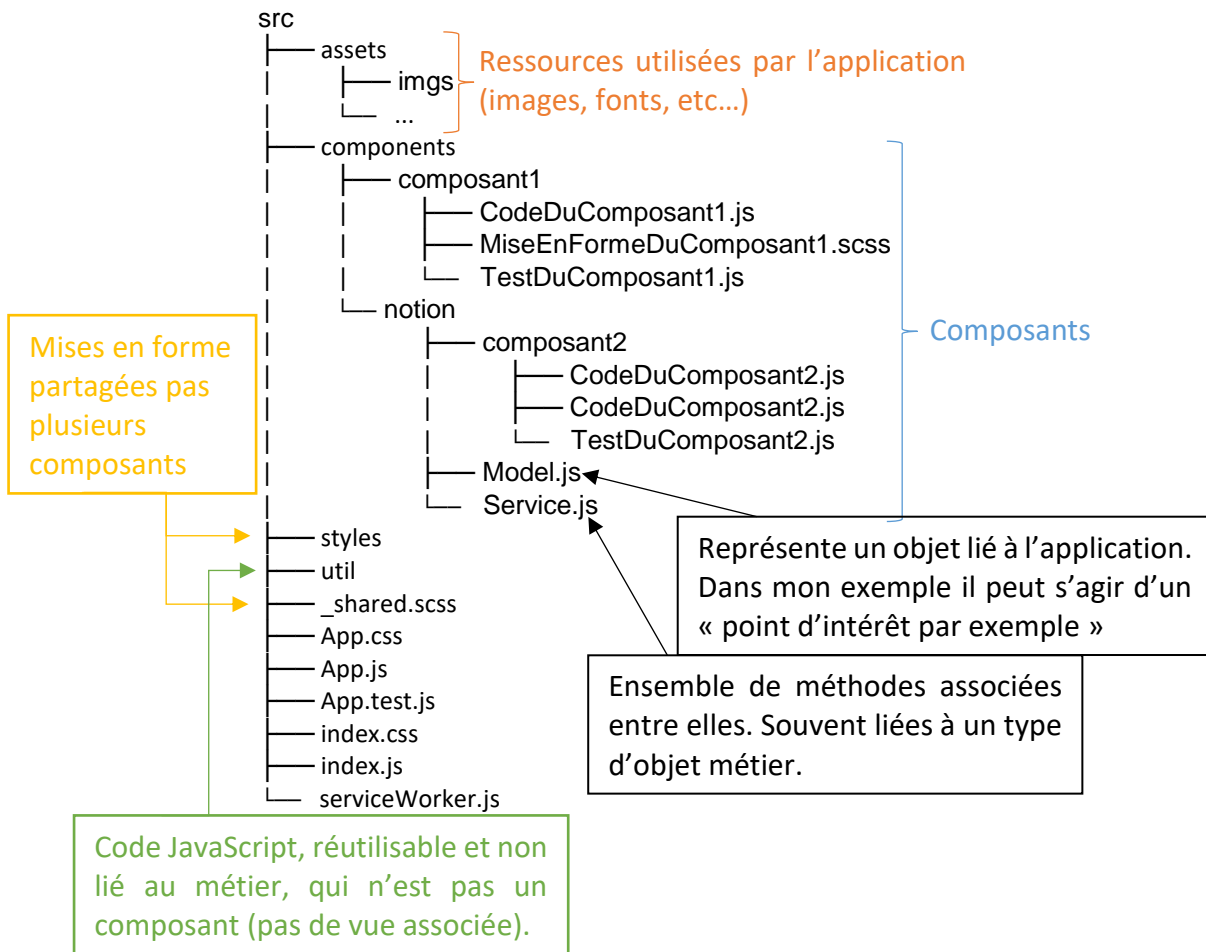 src
assets
imgs
...
Ressources utilisées par l’application
(images, fonts, etc…)
components
composant1
CodeDuComposant1.js
MiseEnFormeDuComposant1.scss
TestDuComposant1.js
notion
composant2
CodeDuComposant2.js
CodeDuComposant2.js
TestDuComposant2.js
Model.js
Service.js
Composants
Mises en forme
partagées pas
plusieurs
composants
styles
util
_shared.scss
App.css
App.js
App.test.js
index.css
index.js
serviceWorker.js
Représente un objet lié à l’application.
Dans mon exemple il peut s’agir d’un
« point d’intérêt par exemple »
Ensemble de méthodes associées
entre elles. Souvent liées à un type
d’objet métier.
Code JavaScript, réutilisable et non
lié au métier, qui n’est pas un
composant (pas de vue associée).